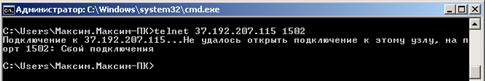 Администратор: C:\Windows\system32\cmd.exe
C:\Users\Максим.Максим-ПК>telnet 37.192.207.115 1502
Подключение к 37.192.207.115...Не удалось открыть подключение к этому узлу, на п
орт 1502: Сбой подключения
C:\Users\Максим.Максим-ПК>